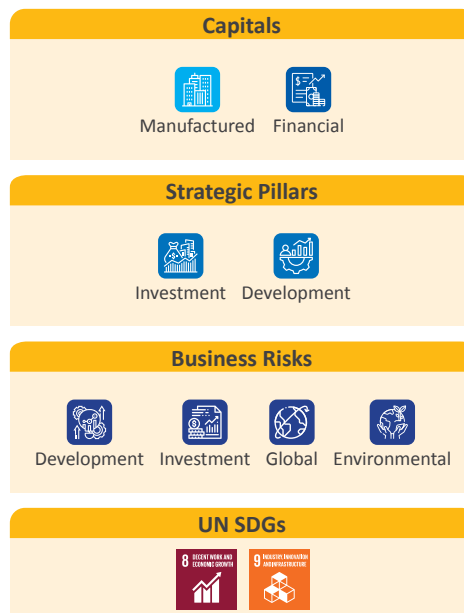 Capitals
Manufactured Financial
Strategic Pillars
Investment Development
Business Risks
Development Investment Global Environmental
UN SDGs
8 DECENT WORK AND ECONOMIC GROWTH
9 INDUSTRY, INNOVATION AND INFRASTRUCTURE